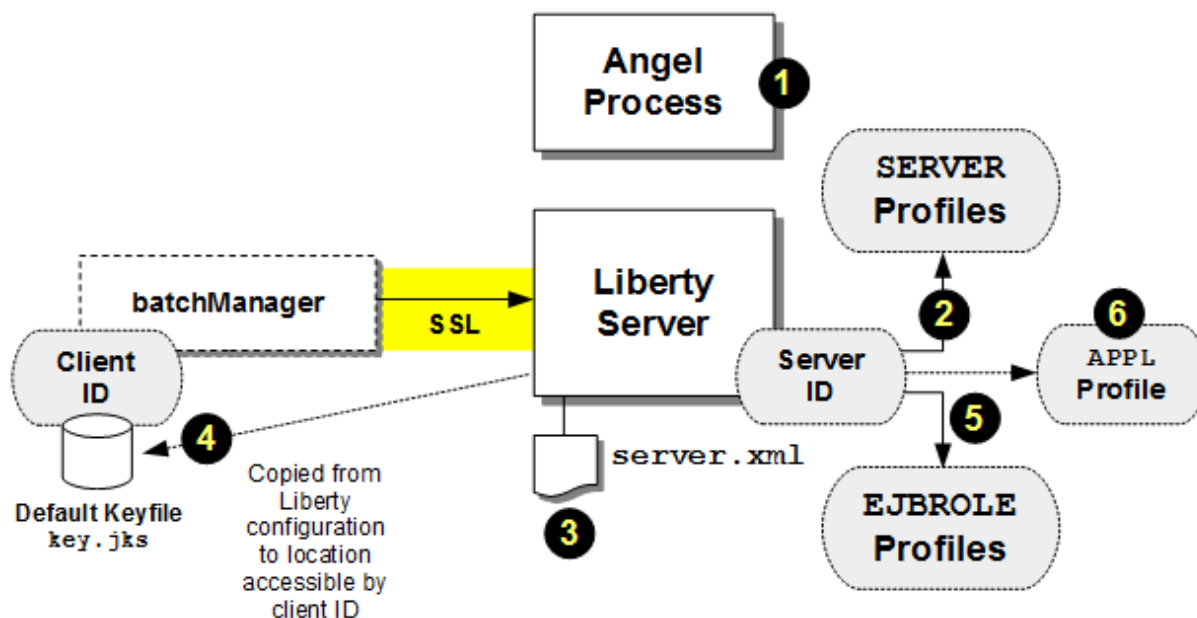 Angel
Process
1
SERVER
Profiles
batchManager
SSL
Liberty
Server
2
6
Client
ID
Server
ID
APPL
Profile
4
5
server.xml
Copied from
Liberty
configuration
to location
accessible by
client ID
Default Keyfile
key.jks
3
EJBROLE
Profiles